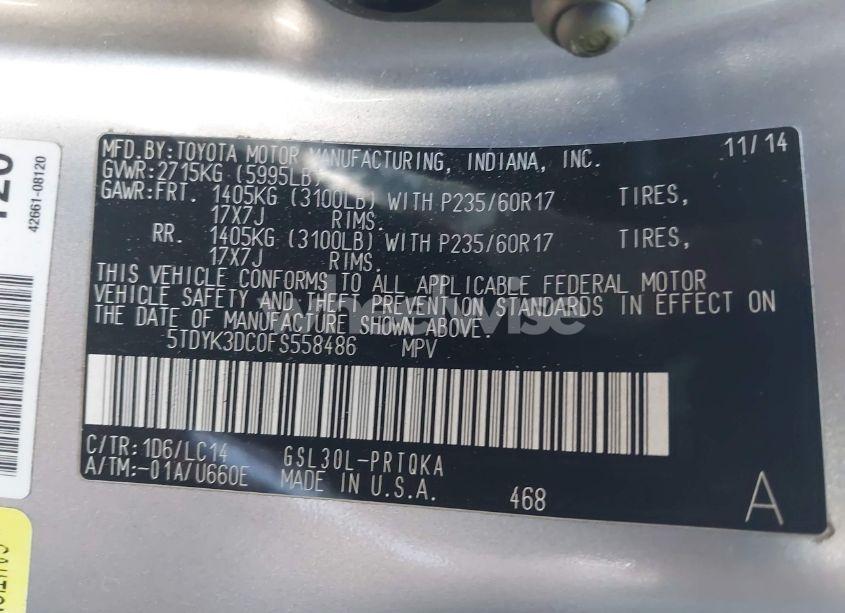 MFD.BY:TOYOTA MOTOR MANUFACTURING, INDIANA, INC. 11/14
GVWR:2715KG (5995LB)
GAWR:FRT. 1405KG (3100LB) WITH P235/60R17 TIRES,
17X7J RIMS.
RR. 1405KG (3100LB) WITH P235/60R17 TIRES,
17X7J RIMS.
THIS VEHICLE CONFORMS TO ALL APPLICABLE FEDERAL MOTOR
VEHICLE SAFETY AND THEFT PREVENTION STANDARDS IN EFFECT ON
THE DATE OF MANUFACTURE SHOWN ABOVE.
5TDYK3DC0FS558486 MPV
C/TR:1D6/LC14 GSL30L-PRTQKA
A/TM:-01A/U660E MADE IN U.S.A. 468 A
42661-08120
wheelwise